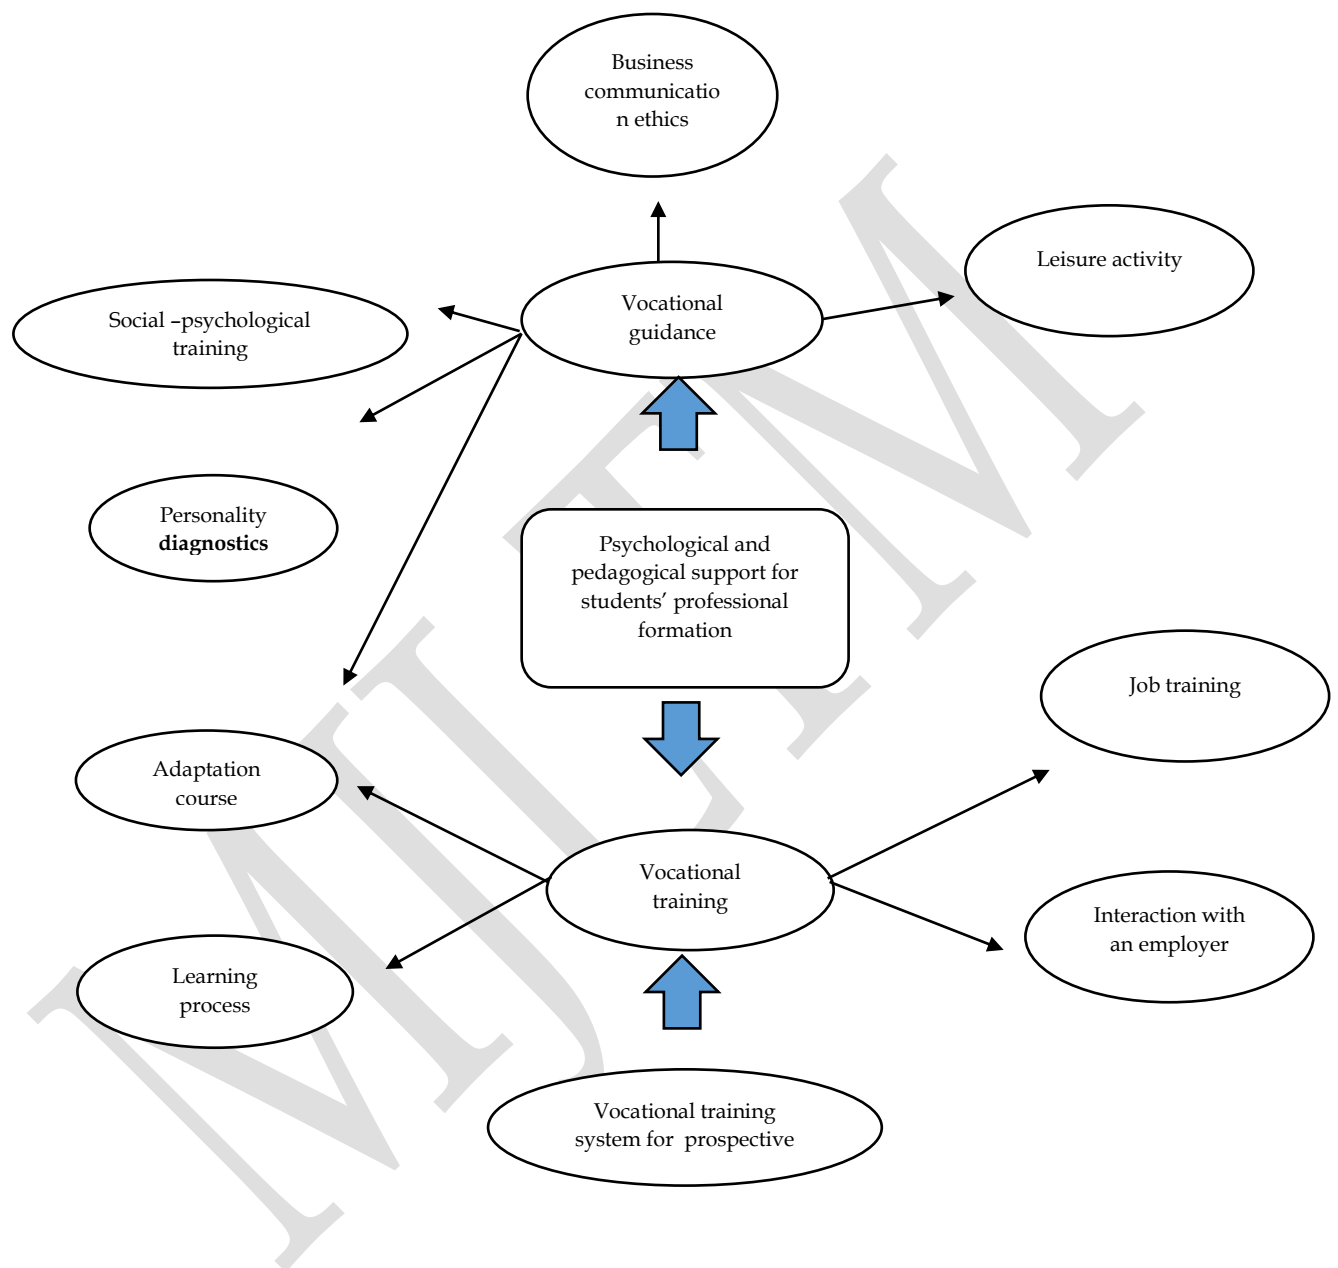 Business
communicatio
n ethics
Leisure activity
Vocational
guidance
Social –psychological
training
Personality
diagnostics
Psychological and
pedagogical support for
students’ professional
formation
Job training
Adaptation
course
Vocational
training
Interaction with
an employer
Learning
process
Vocational training
system for  prospective
MJLTM